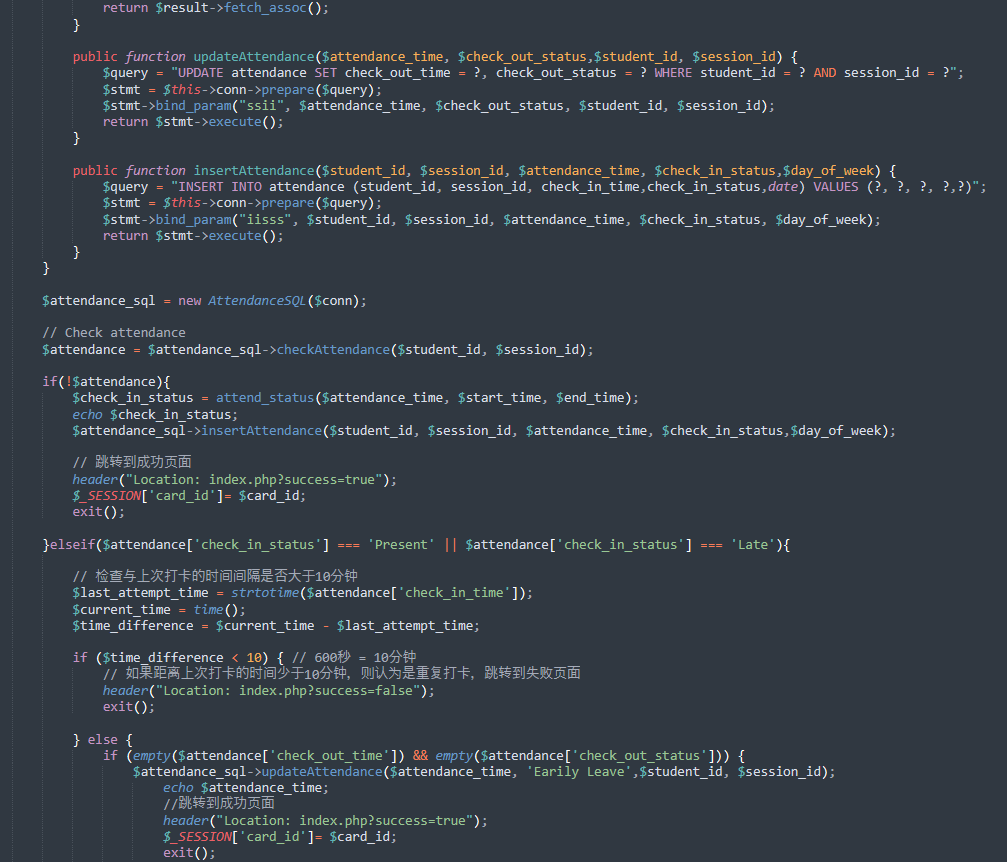 return $result->fetch_assoc();
}
public function updateAttendance($attendance_time, $check_out_status,$student_id, $session_id) {
$query = "UPDATE attendance SET check_out_time = ?, check_out_status = ? WHERE student_id = ? AND session_id = ?";
$stmt = $this->conn->prepare($query);
$stmt->bind_param("ssii", $attendance_time, $check_out_status, $student_id, $session_id);
return $stmt->execute();
}
public function insertAttendance($student_id, $session_id, $attendance_time, $check_in_status,$day_of_week) {
$query = "INSERT INTO attendance (student_id, session_id, check_in_time,check_in_status,date) VALUES (?, ?, ?, ?,?)";
$stmt = $this->conn->prepare($query);
$stmt->bind_param("iisss", $student_id, $session_id, $attendance_time, $check_in_status, $day_of_week);
return $stmt->execute();
}
}
$attendance_sql = new AttendanceSQL($conn);
// Check attendance
$attendance = $attendance_sql->checkAttendance($student_id, $session_id);
if(!$attendance){
$check_in_status = attend_status($attendance_time, $start_time, $end_time);
echo $check_in_status;
$attendance_sql->insertAttendance($student_id, $session_id, $attendance_time, $check_in_status,$day_of_week);
// 跳转到成功页面
header("Location: index.php?success=true");
$_SESSION['card_id']= $card_id;
exit();
}elseif($attendance['check_in_status'] === 'Present' || $attendance['check_in_status'] === 'Late'){
// 检查与上次打卡的时间间隔是否大于10分钟
$last_attempt_time = strtotime($attendance['check_in_time']);
$current_time = time();
$time_difference = $current_time - $last_attempt_time;
if ($time_difference < 10) { // 600秒 = 10分钟
// 如果距离上次打卡的时间少于10分钟，则认为是重复打卡，跳转到失败页面
header("Location: index.php?success=false");
exit();
} else {
if (empty($attendance['check_out_time']) && empty($attendance['check_out_status'])) {
$attendance_sql->updateAttendance($attendance_time, 'Earily Leave',$student_id, $session_id);
echo $attendance_time;
//跳转到成功页面
header("Location: index.php?success=true");
$_SESSION['card_id']= $card_id;
exit();